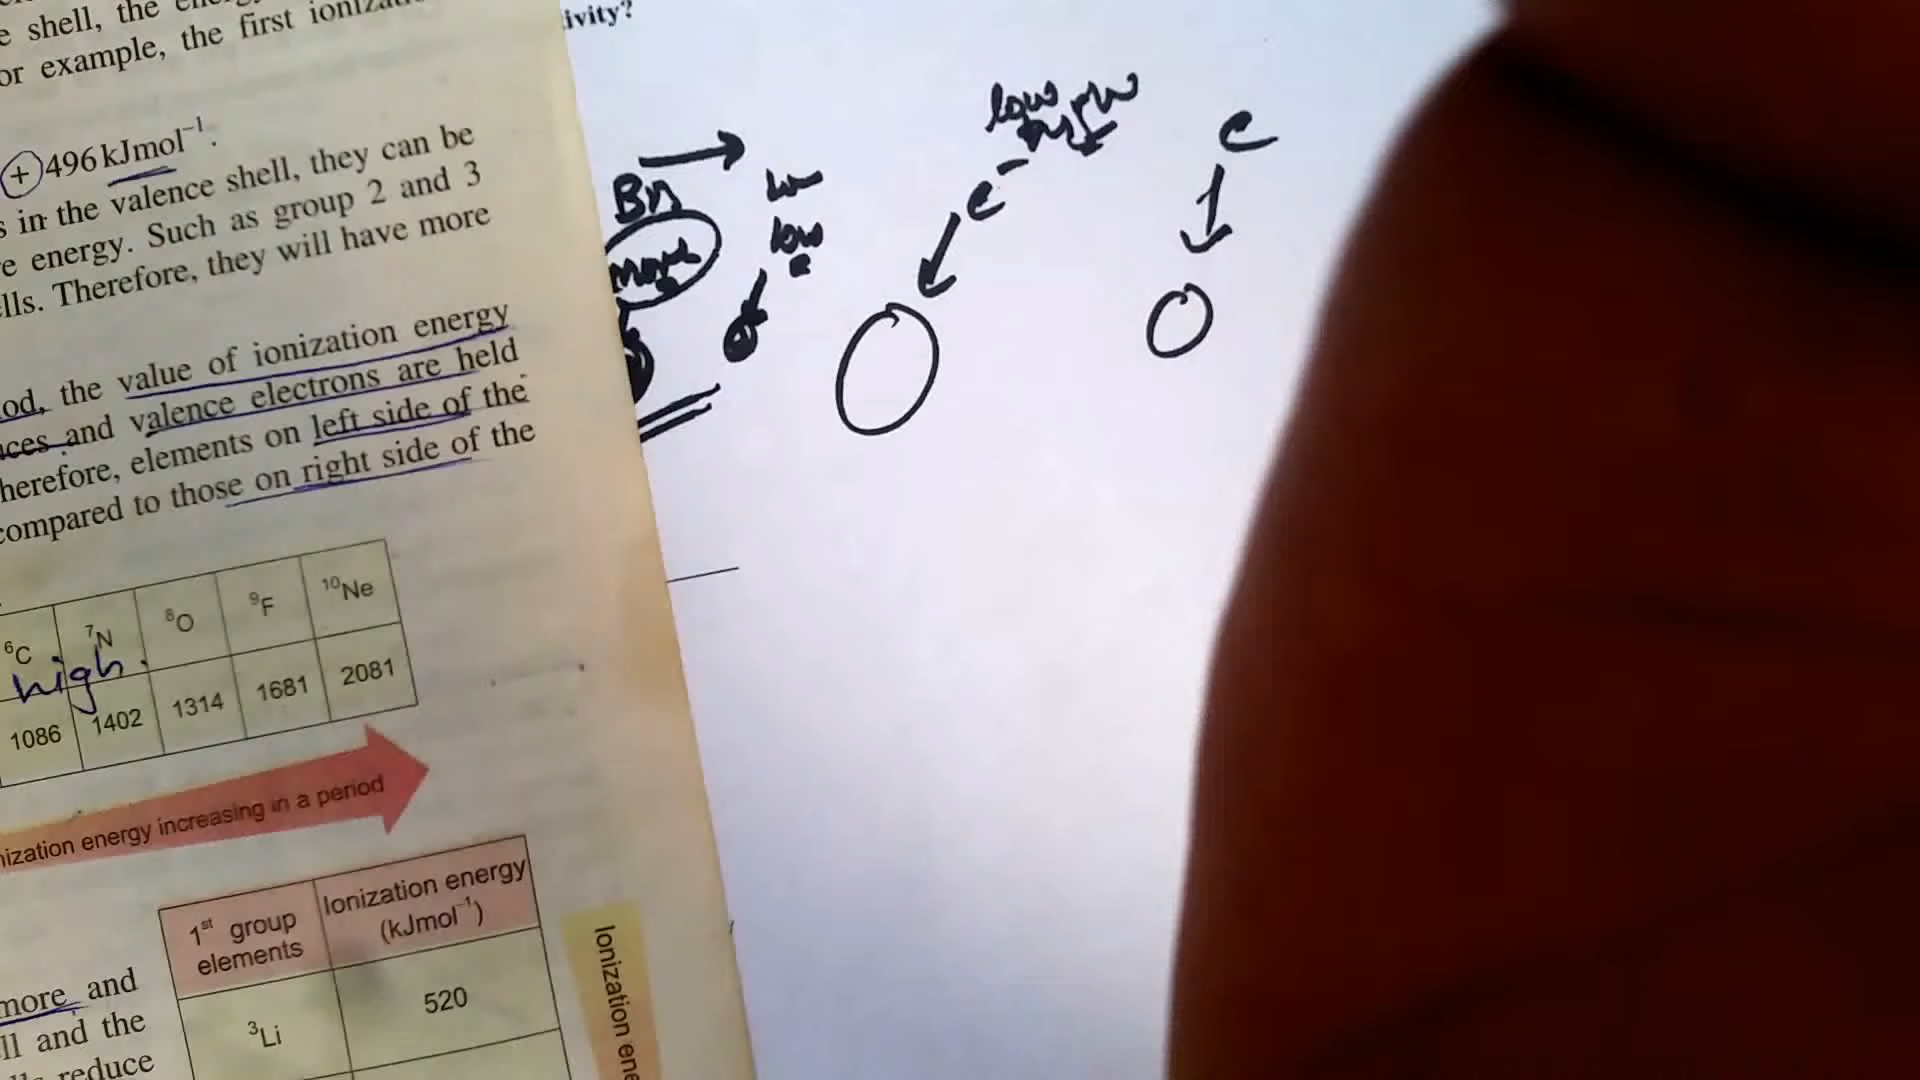 e shell, the
or example, the first
+ 496 kJmol⁻¹.
s in the valence shell, they can be
e energy. Such as group 2 and 3
lls. Therefore, they will have more
od, the value of ionization energy
nces and valence electrons are held
herefore, elements on left side of the
compared to those on right side of the
⁶C ⁷N ⁸O ⁹F ¹⁰Ne
high.
1086 1402 1314 1681 2081
nization energy increasing in a period
1ˢᵗ group elements
Ionization energy
(kJmol⁻¹)
³Li 520
Ionization ene
more and
ll and the
reduce
ivity?
more
low
e
low
e⁻
e